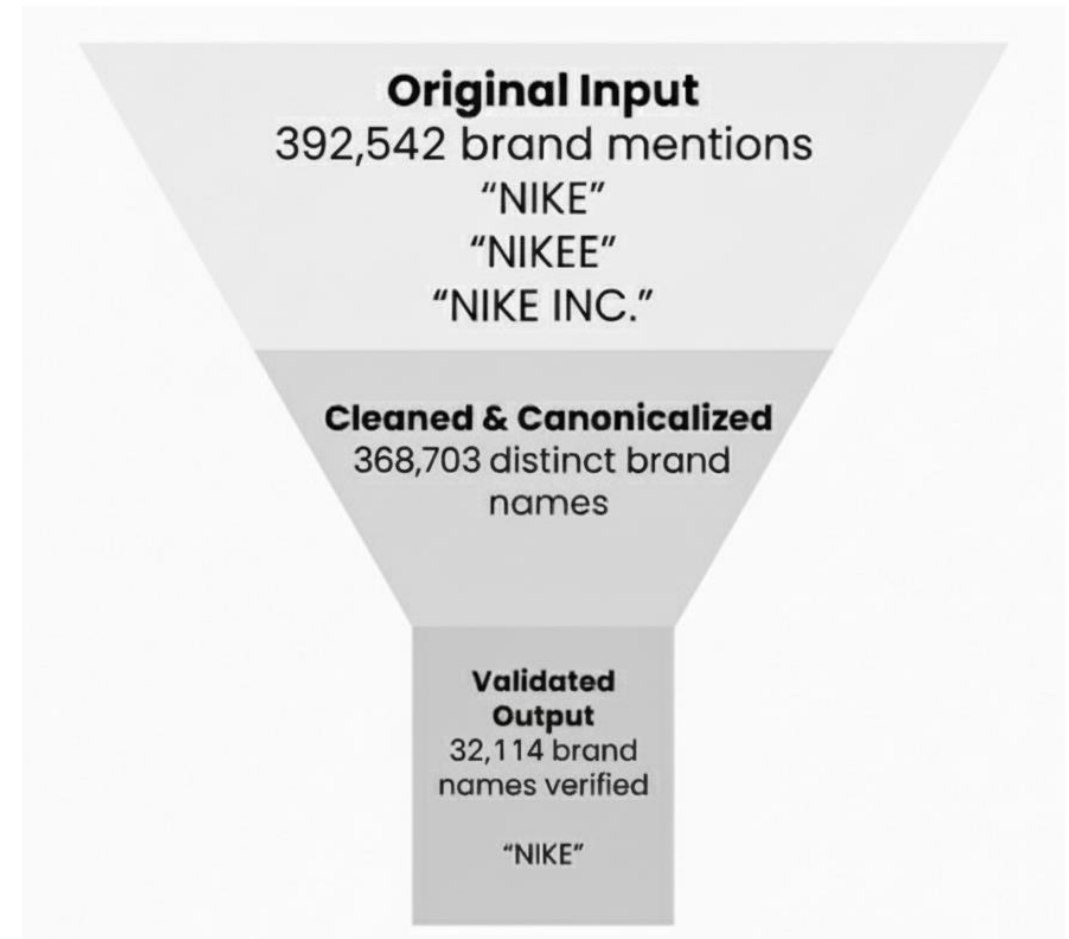 Original Input
392,542 brand mentions
“NIKE”
“NIKEE”
“NIKE INC.”
Cleaned & Canonicalized
368,703 distinct brand
names
Validated
Output
32,114 brand
names verified
“NIKE”